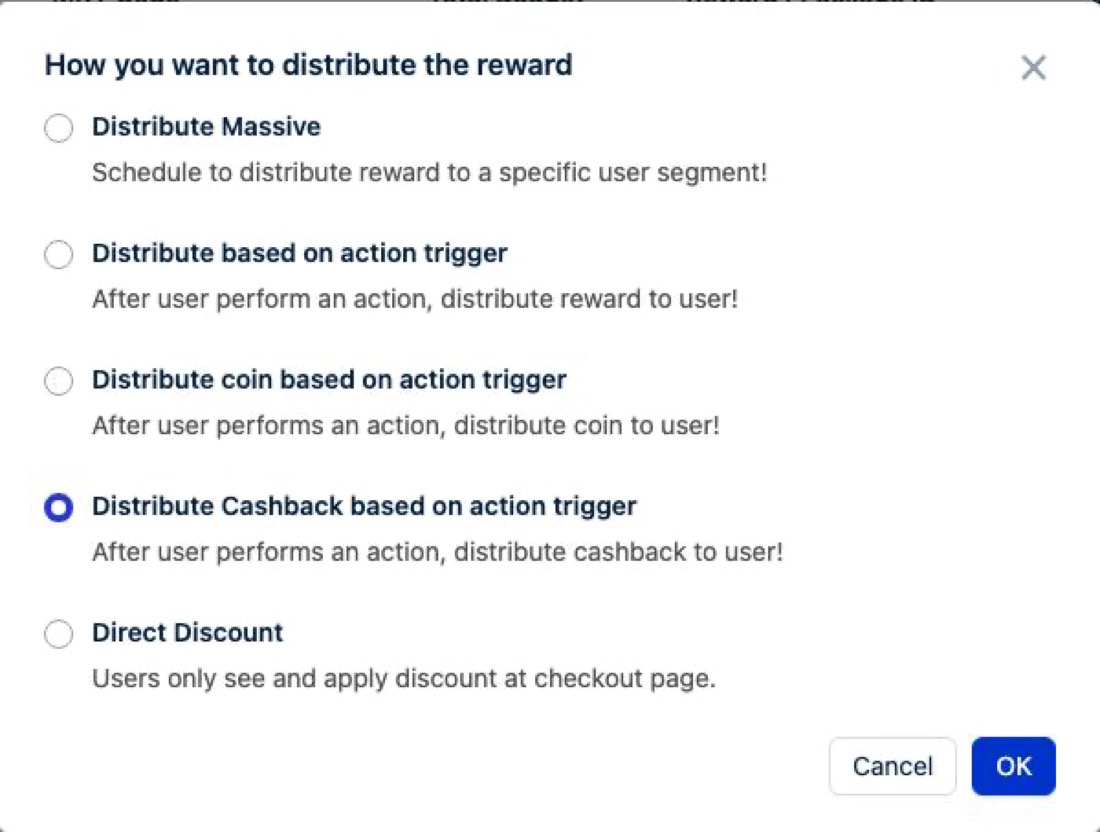 How you want to distribute the reward
Distribute Massive
Schedule to distribute reward to a specific user segment!
Distribute based on action trigger
After user perform an action, distribute reward to user!
Distribute coin based on action trigger
After user performs an action, distribute coin to user!
Distribute Cashback based on action trigger
After user performs an action, distribute cashback to user!
Direct Discount
Users only see and apply discount at checkout page.
Cancel
OK